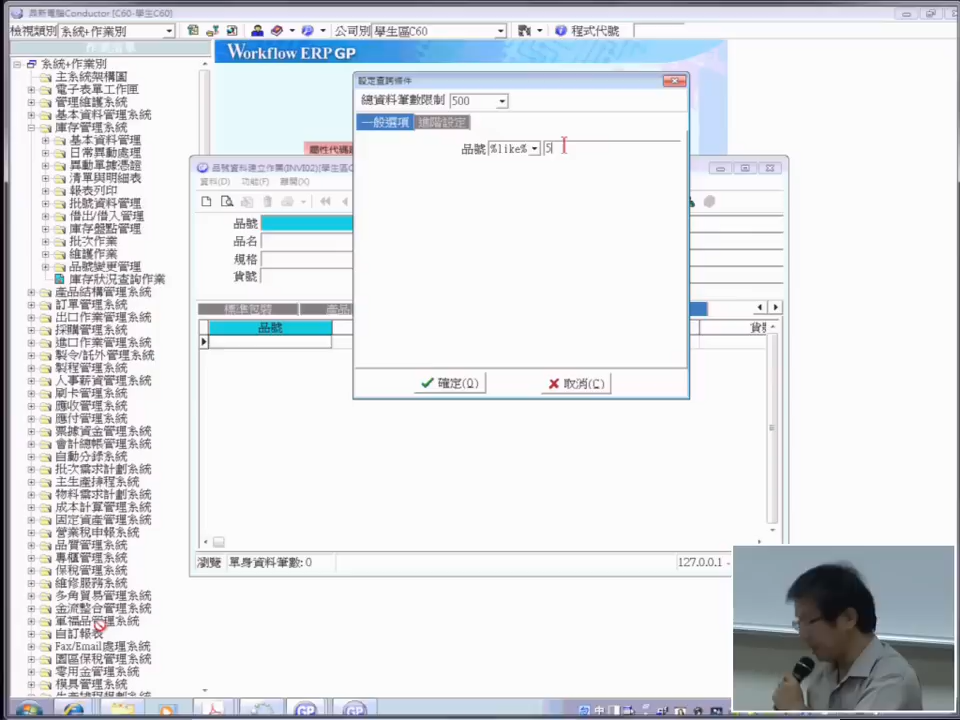 鼎新電腦Conductor [C60-學生C60]
檢視類別 系統+作業別 公司別 學生區C60 程式代號
Workflow ERP GP
系統+作業別
主系統架構圖
電子表單工作匣
管理維護系統
基本資料管理系統
庫存管理系統
基本資料管理
日常異動處理
異動單據憑證
清單與明細表
報表列印
批號資料管理
借出/借入管理
庫存盤點管理
批次作業
維護作業
品號變更管理
庫存狀況查詢作業
產品結構管理系統
訂單管理系統
出口作業管理系統
採購管理系統
進口作業管理系統
製令/託外管理系統
製程管理系統
人事薪資管理系統
刷卡管理系統
應收管理系統
應付管理系統
票據資金管理系統
會計總帳管理系統
自動分錄系統
批次需求計劃系統
主生產排程系統
物料需求計劃系統
成本計算管理系統
固定資產管理系統
營業稅申報系統
品質管理系統
專櫃管理系統
保稅管理系統
維修服務系統
多角貿易管理系統
金流整合管理系統
軍福品管理系統
自訂報表
Fax/Email處理系統
園區保稅管理系統
零用金管理系統
模具管理系統
屬性代碼
品號資料建立作業(INVI02)(學生區C
資料(D) 功能(F) 離開(X)
品號
品名
規格
貨號
標準包裝 產品
品號
瀏覽 單身資料筆數: 0 127.0.0.1
設定查詢條件
總資料筆數限制 500
一般選項 進階設定
品號 %like% 5
確定(O) 取消(C)